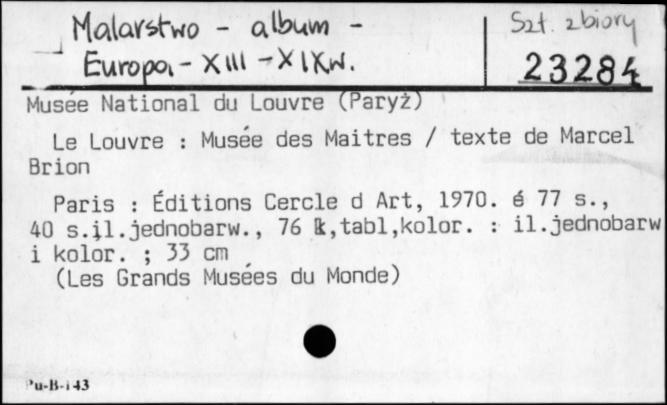 Malarstwo - album -
Szt. zbiory
Europa - XIII - XIXw.
23284
Musée National du Louvre (Paryż)
Le Louvre : Musée des Maitres / texte de Marcel
Brion
Paris : Éditions Cercle d Art, 1970. é 77 s.,
40 s.il.jednobarw., 76 k,tabl,kolor. : il.jednobarw
i kolor. ; 33 cm
(Les Grands Musées du Monde)
Pu-B-143